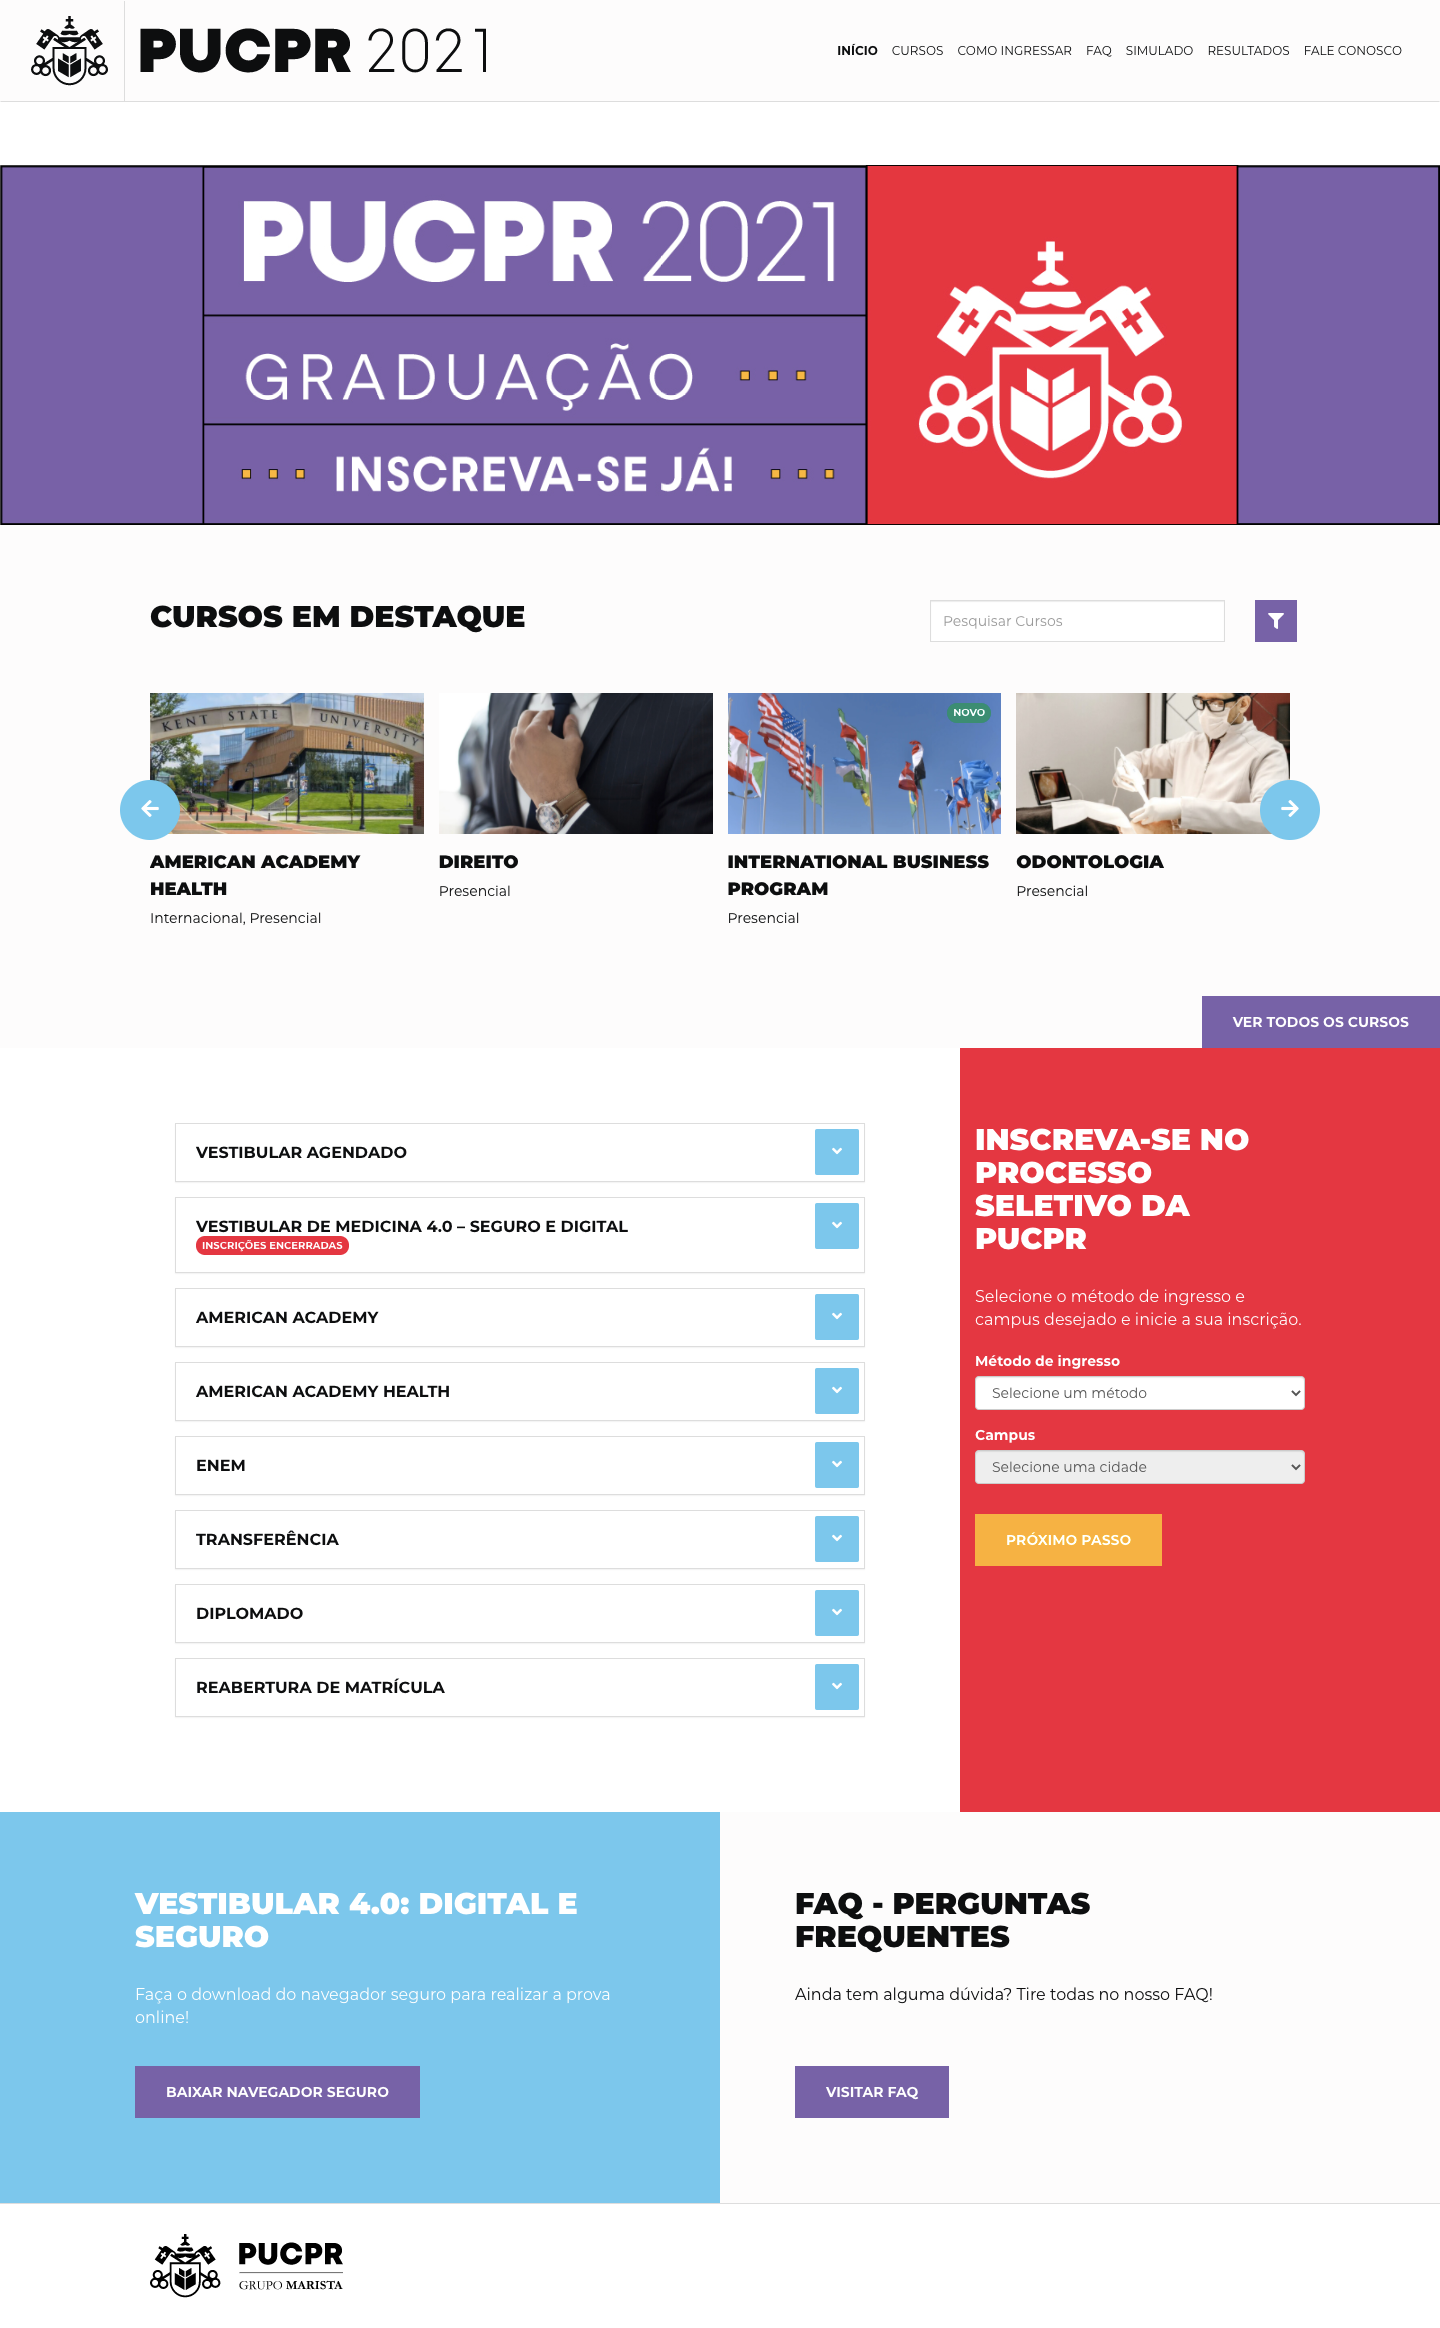 PUCPR 2021
INÍCIO CURSOS COMO INGRESSAR FAQ SIMULADO RESULTADOS FALE CONOSCO
PUCPR 2021
GRADUAÇÃO
INSCREVA-SE JÁ!
CURSOS EM DESTAQUE
Pesquisar Cursos
KENT STATE UNIVERSITY
NOVO
AMERICAN ACADEMY
HEALTH
Internacional, Presencial
DIREITO
Presencial
INTERNATIONAL BUSINESS
PROGRAM
Presencial
ODONTOLOGIA
Presencial
VER TODOS OS CURSOS
VESTIBULAR AGENDADO
VESTIBULAR DE MEDICINA 4.0 – SEGURO E DIGITAL
INSCRIÇÕES ENCERRADAS
AMERICAN ACADEMY
AMERICAN ACADEMY HEALTH
ENEM
TRANSFERÊNCIA
DIPLOMADO
REABERTURA DE MATRÍCULA
INSCREVA-SE NO
PROCESSO
SELETIVO DA
PUCPR
Selecione o método de ingresso e
campus desejado e inicie a sua inscrição.
Método de ingresso
Selecione um método
Campus
Selecione uma cidade
PRÓXIMO PASSO
VESTIBULAR 4.0: DIGITAL E
SEGURO
Faça o download do navegador seguro para realizar a prova
online!
BAIXAR NAVEGADOR SEGURO
FAQ - PERGUNTAS
FREQUENTES
Ainda tem alguma dúvida? Tire todas no nosso FAQ!
VISITAR FAQ
PUCPR
GRUPO MARISTA